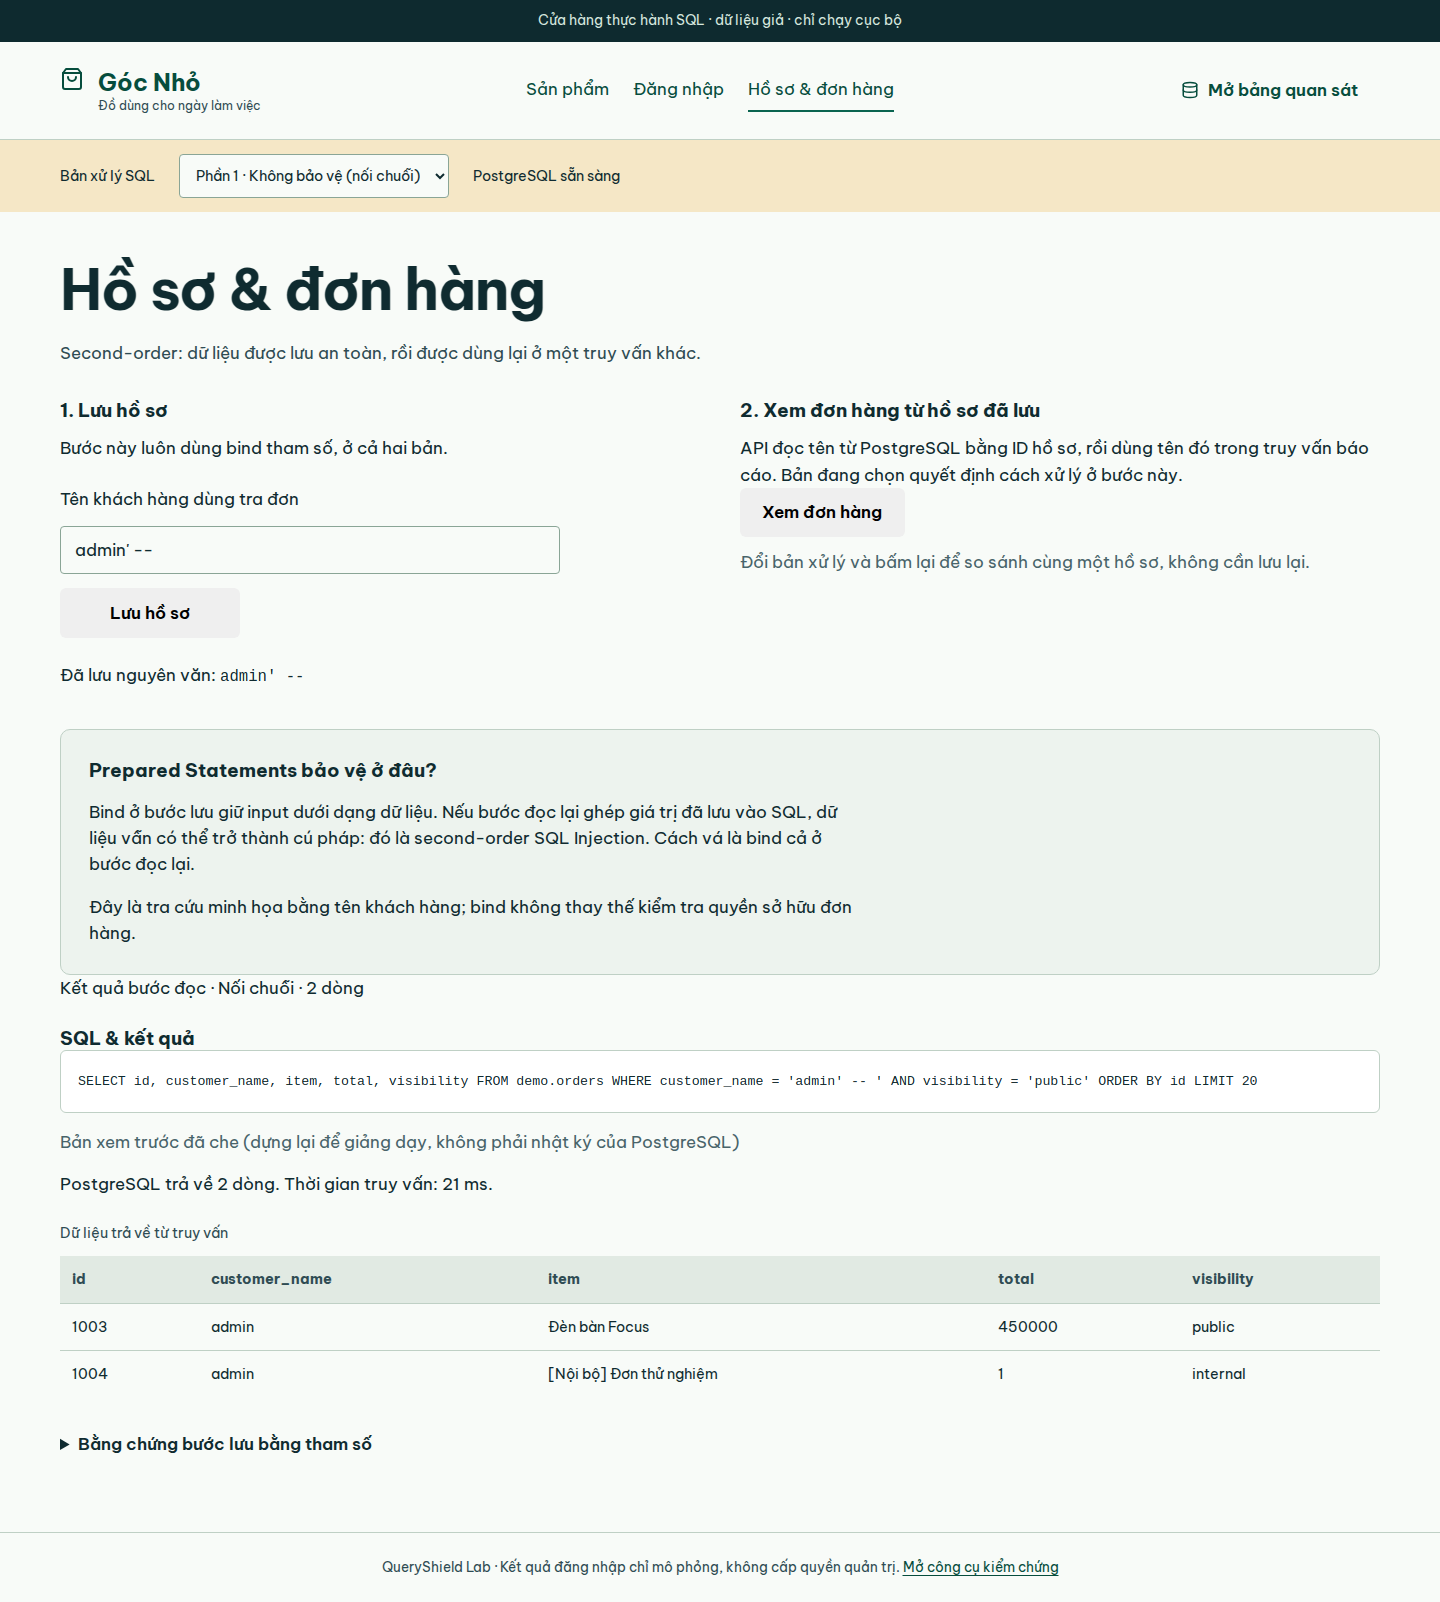 Cửa hàng thực hành SQL · dữ liệu giả · chỉ chạy cục bộ
Góc Nhỏ
Đồ dùng cho ngày làm việc
Sản phẩm
Đăng nhập
Hồ sơ & đơn hàng
Mở bảng quan sát
Bản xử lý SQL
Phần 1 · Không bảo vệ (nối chuỗi)
PostgreSQL sẵn sàng
Hồ sơ & đơn hàng
Second-order: dữ liệu được lưu an toàn, rồi được dùng lại ở một truy vấn khác.
1. Lưu hồ sơ
Bước này luôn dùng bind tham số, ở cả hai bản.
Tên khách hàng dùng tra đơn
admin' --
Lưu hồ sơ
Đã lưu nguyên văn: admin' --
2. Xem đơn hàng từ hồ sơ đã lưu
API đọc tên từ PostgreSQL bằng ID hồ sơ, rồi dùng tên đó trong truy vấn báo
cáo. Bản đang chọn quyết định cách xử lý ở bước này.
Xem đơn hàng
Đổi bản xử lý và bấm lại để so sánh cùng một hồ sơ, không cần lưu lại.
Prepared Statements bảo vệ ở đâu?
Bind ở bước lưu giữ input dưới dạng dữ liệu. Nếu bước đọc lại ghép giá trị đã lưu vào SQL, dữ
liệu vẫn có thể trở thành cú pháp: đó là second-order SQL Injection. Cách vá là bind cả ở
bước đọc lại.
Đây là tra cứu minh họa bằng tên khách hàng; bind không thay thế kiểm tra quyền sở hữu đơn
hàng.
Kết quả bước đọc · Nối chuỗi · 2 dòng
SQL & kết quả
SELECT id, customer_name, item, total, visibility FROM demo.orders WHERE customer_name = 'admin' -- ' AND visibility = 'public' ORDER BY id LIMIT 20
Bản xem trước đã che (dựng lại để giảng dạy, không phải nhật ký của PostgreSQL)
PostgreSQL trả về 2 dòng. Thời gian truy vấn: 21 ms.
Dữ liệu trả về từ truy vấn
id customer_name item total visibility
1003 admin Đèn bàn Focus 450000 public
1004 admin [Nội bộ] Đơn thử nghiệm 1 internal
Bằng chứng bước lưu bằng tham số
QueryShield Lab · Kết quả đăng nhập chỉ mô phỏng, không cấp quyền quản trị. Mở công cụ kiểm chứng